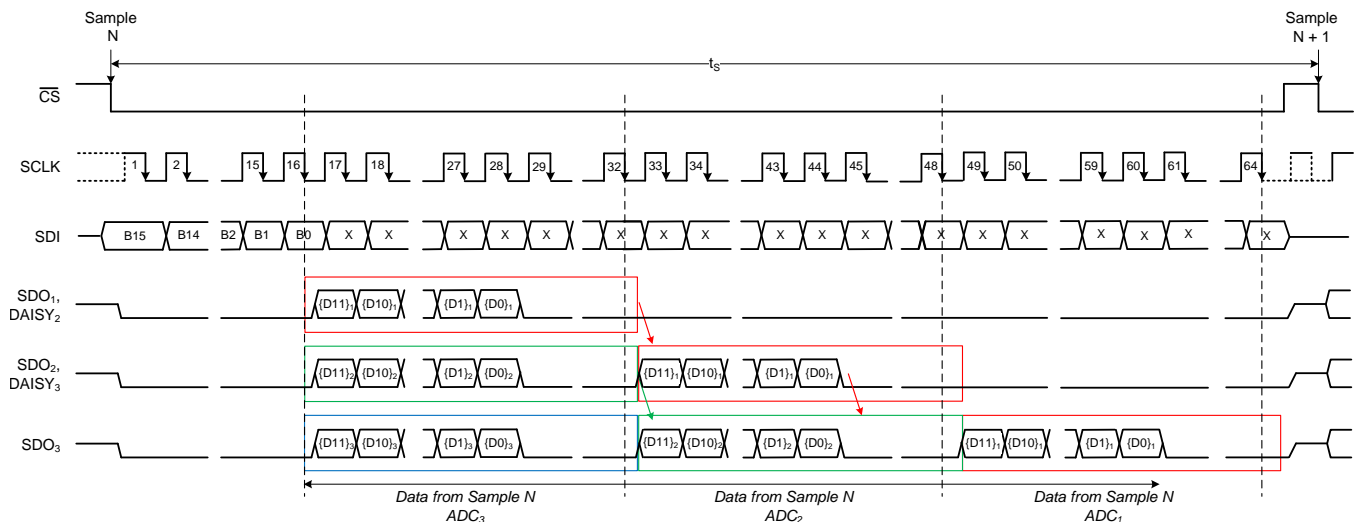 Sample
N
Sample
N + 1
tS
CS
SCLK
1 2 15 16 17 18 27 28 29 32 33 34 43 44 45 48 49 50 59 60 61 64
SDI
B15 B14 B2 B1 B0 X X X X X X X X X X X X X X X X X X X
SDO1,
DAISY2
{D11}1 {D10}1 {D1}1 {D0}1
SDO2,
DAISY3
{D11}2 {D10}2 {D1}2 {D0}2 {D11}1 {D10}1 {D1}1 {D0}1
SDO3
{D11}3 {D10}3 {D1}3 {D0}3 {D11}2 {D10}2 {D1}2 {D0}2 {D11}1 {D10}1 {D1}1 {D0}1
Data from Sample N
ADC3
Data from Sample N
ADC2
Data from Sample N
ADC1